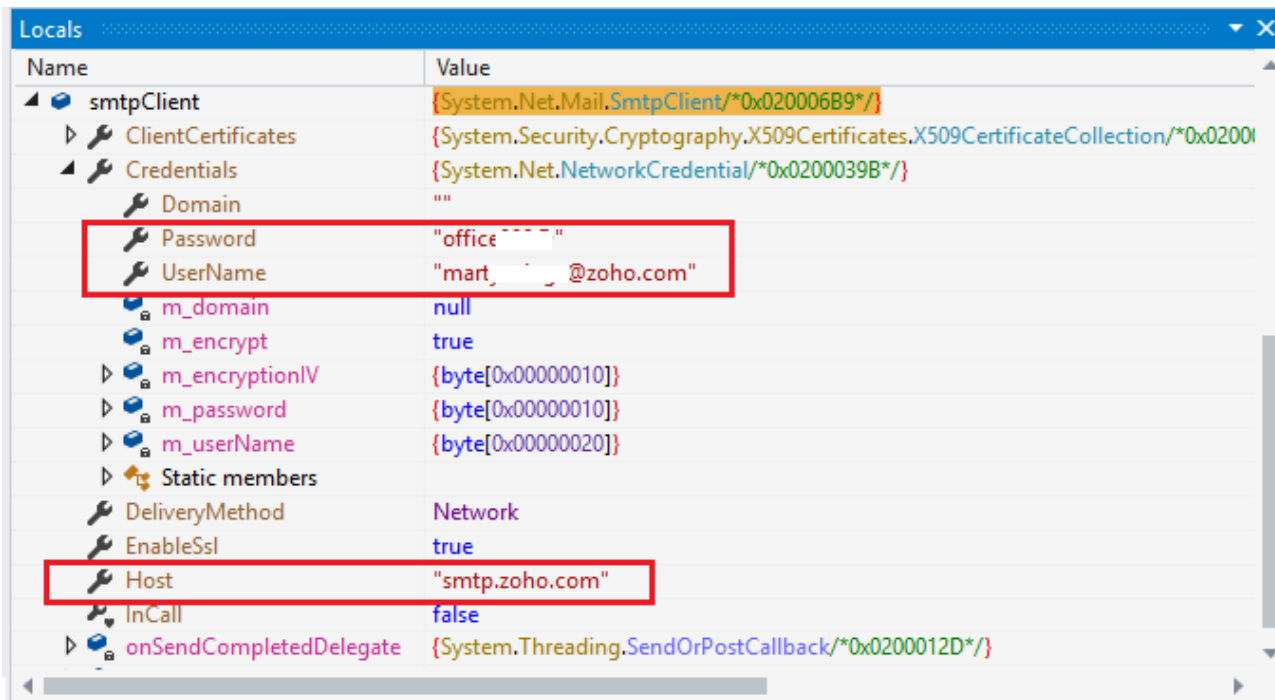 Locals
Name Value
smtpClient {System.Net.Mail.SmtpClient/*0x020006B9*/}
ClientCertificates {System.Security.Cryptography.X509Certificates.X509CertificateCollection/*0x0200
Credentials {System.Net.NetworkCredential/*0x0200039B*/}
Domain ""
Password "office"
UserName "mart @zoho.com"
m_domain null
m_encrypt true
m_encryptionIV {byte[0x00000010]}
m_password {byte[0x00000010]}
m_userName {byte[0x00000020]}
Static members
DeliveryMethod Network
EnableSsl true
Host "smtp.zoho.com"
InCall false
onSendCompletedDelegate {System.Threading.SendOrPostCallback/*0x0200012D*/}